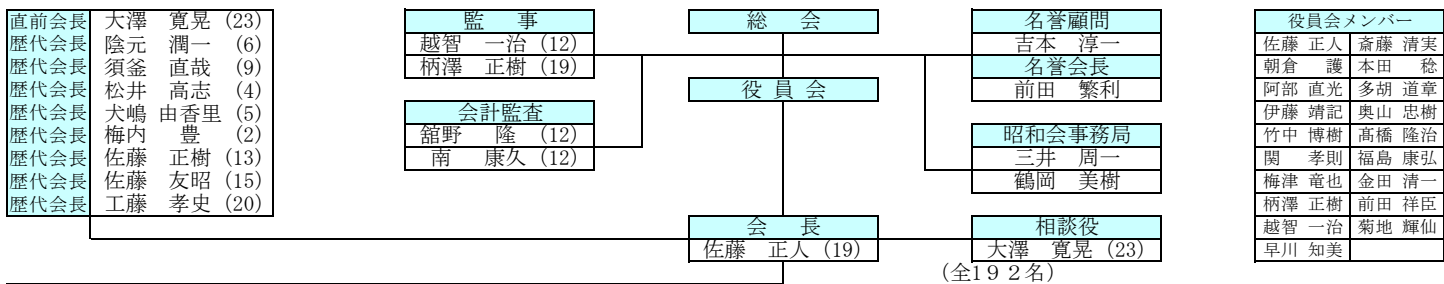 直前会長 大澤 寛晃 (23)
歴代会長 陰元 潤一 (6)
歴代会長 須釜 直哉 (9)
歴代会長 松井 高志 (4)
歴代会長 犬嶋 由香里 (5)
歴代会長 梅内 豊 (2)
歴代会長 佐藤 正樹 (13)
歴代会長 佐藤 友昭 (15)
歴代会長 工藤 孝史 (20)
監 事
越智 一治 (12)
柄澤 正樹 (19)
会計監査
舘野 隆 (12)
南 康久 (12)
総 会
役 員 会
会 長
佐藤 正人 (19)
名誉顧問
吉本 淳一
名誉会長
前田 繁利
昭和会事務局
三井 周一
鶴岡 美樹
相談役
大澤 寛晃 (23)
(全192名)
役員会メンバー
佐藤 正人 斎藤 清実
朝倉 護 本田 稔
阿部 直光 多胡 道章
伊藤 靖記 奥山 忠樹
竹中 博樹 髙橋 隆治
関 孝則 福島 康弘
梅津 竜也 金田 清一
柄澤 正樹 前田 祥臣
越智 一治 菊地 輝仙
早川 知美